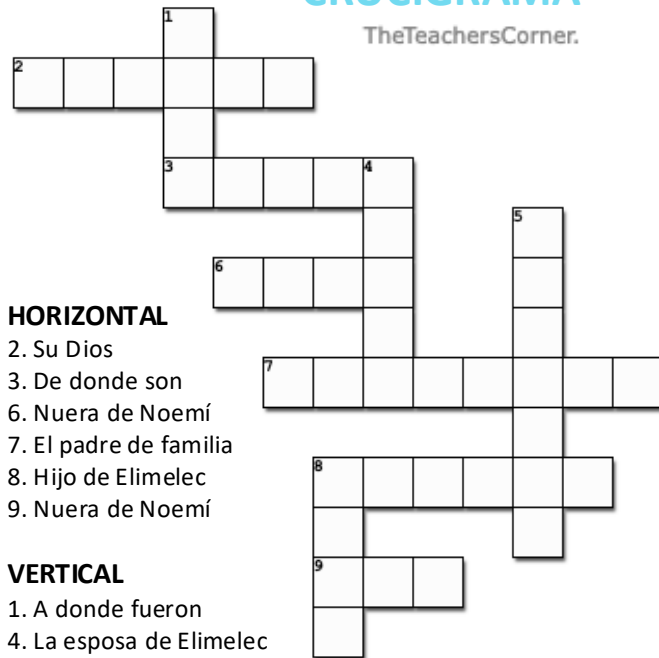 CRUCIGRAMA
TheTeachersCorner.
1
2
3
4
5
6
7
8
9
HORIZONTAL
2. Su Dios
3. De donde son
6. Nuera de Noemí
7. El padre de familia
8. Hijo de Elimelec
9. Nuera de Noemí
VERTICAL
1. A donde fueron
4. La esposa de Elimelec